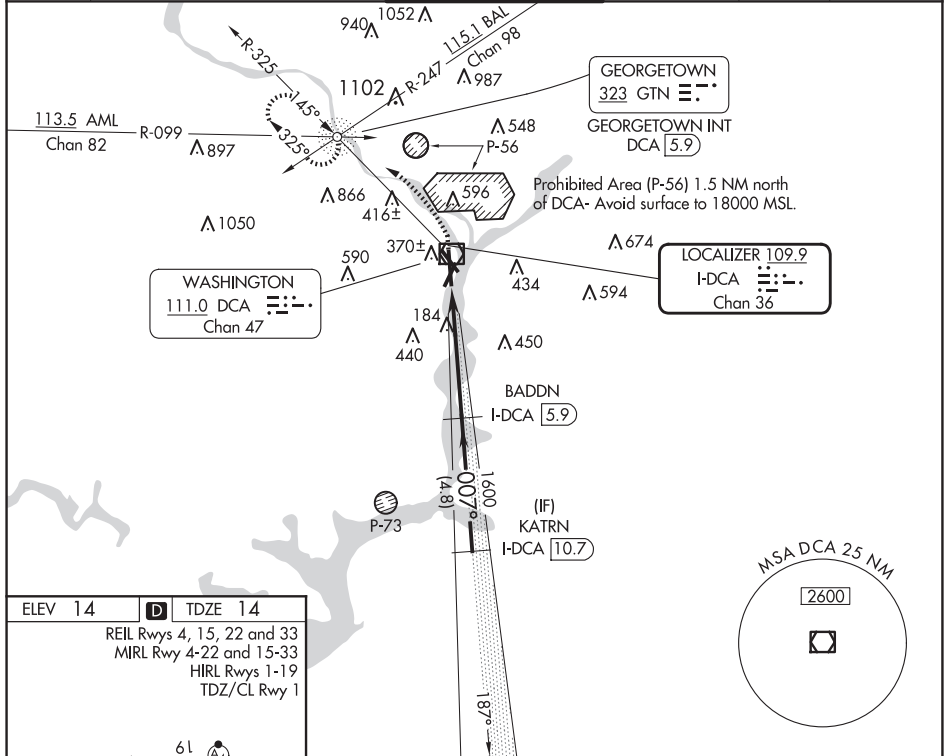 1052
940
115.1 BAL
Chan 98
R-325
R-247
987
1102
145°
325°
GEORGETOWN
323 GTN
GEORGETOWN INT
DCA 5.9
113.5 AML
Chan 82
R-099
897
548
P-56
Prohibited Area (P-56) 1.5 NM north
of DCA- Avoid surface to 18000 MSL.
866
596
416±
1050
370±
674
590
434
594
LOCALIZER 109.9
I-DCA
Chan 36
WASHINGTON
111.0 DCA
Chan 47
184
440
450
BADDN
I-DCA 5.9
1600
007°
(4.8)
P-73
(IF)
KATRN
I-DCA 10.7
MSA DCA 25 NM
2600
187°
ELEV 14
D
TDZE 14
REIL Rwys 4, 15, 22 and 33
MIRL Rwy 4-22 and 15-33
HIRL Rwys 1-19
TDZ/CL Rwy 1
19